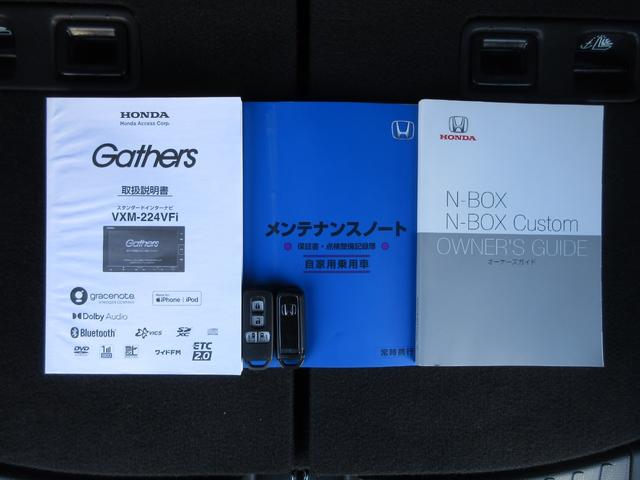 HONDA
Honda Access Corp.
Gathers
取扱説明書
スタンダードインターナビ
VXM-224VFi
Gathers
gracenote
iPhone | iPod
Dolby Audio
Bluetooth
VICS
SD XC
DVD
ワイドFM
ETC 2.0
メンテナンスノート
保証書・点検整備記録簿
自家用乗用車
常時携行
HONDA
N-BOX
N-BOX Custom
OWNER'S GUIDE
オーナーズガイド